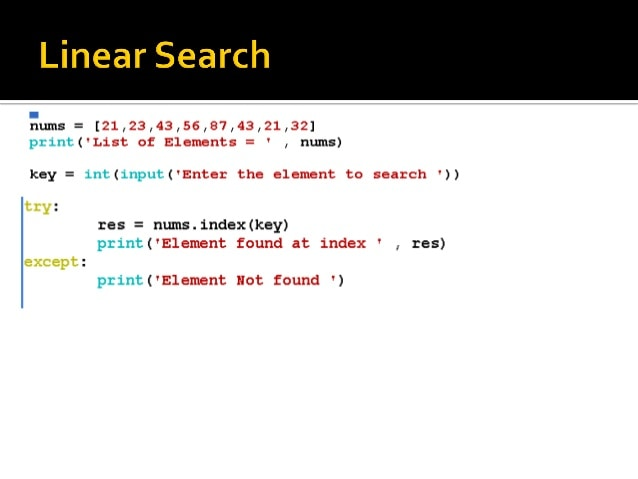 Linear Search
nums = [21,23,43,56,87,43,21,32]
print('List of Elements = ' , nums)
key = int(input('Enter the element to search '))
try:
res = nums.index(key)
print('Element found at index ' , res)
except:
print('Element Not found ')